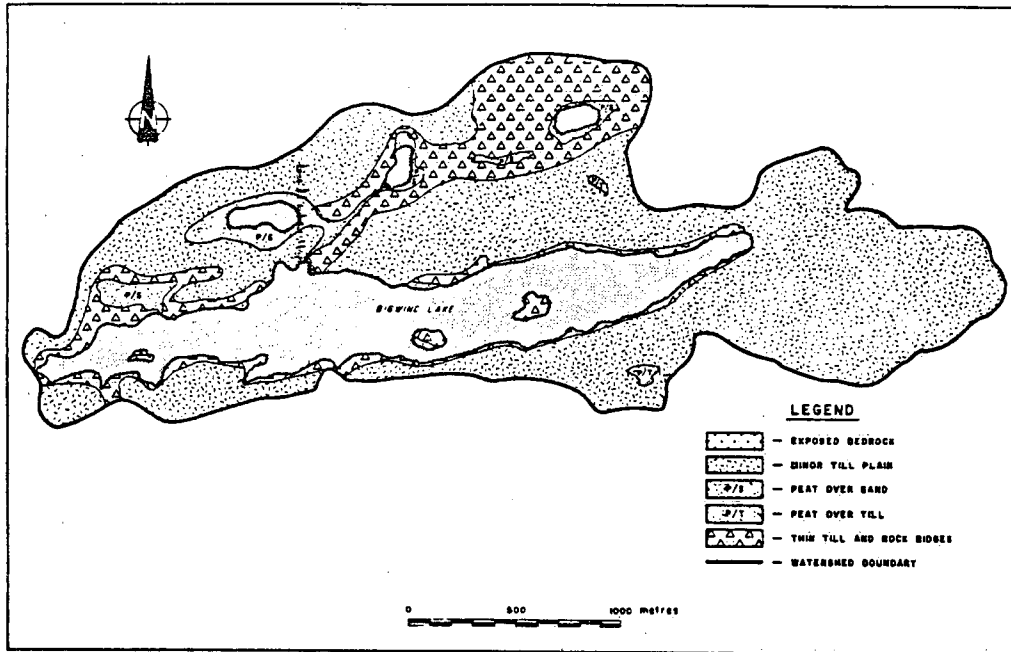 N
P/S
P/S
P/S
BIGWING LAKE
P/T
LEGEND
- EXPOSED BEDROCK
- MINOR TILL PLAIN
P/S - PEAT OVER SAND
P/T - PEAT OVER TILL
- THIN TILL AND ROCK RIDGES
- WATERSHED BOUNDARY
0 500 1000 metres